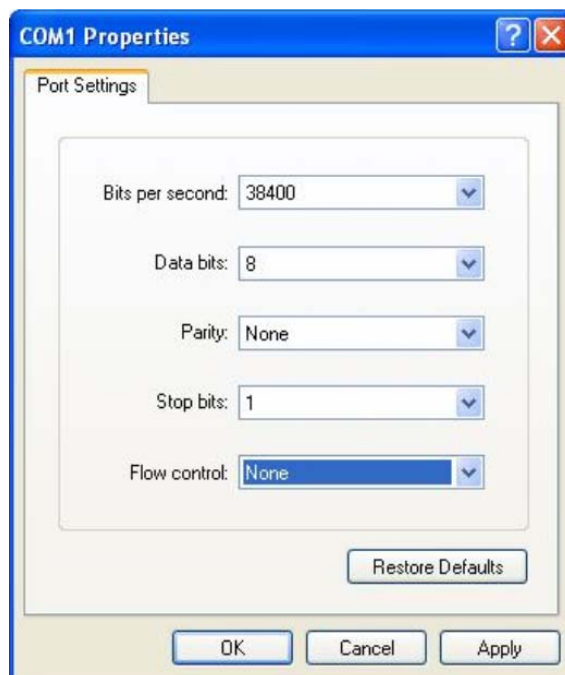 COM1 Properties
Port Settings
Bits per second: 38400
Data bits: 8
Parity: None
Stop bits: 1
Flow control: None
Restore Defaults
OK Cancel Apply